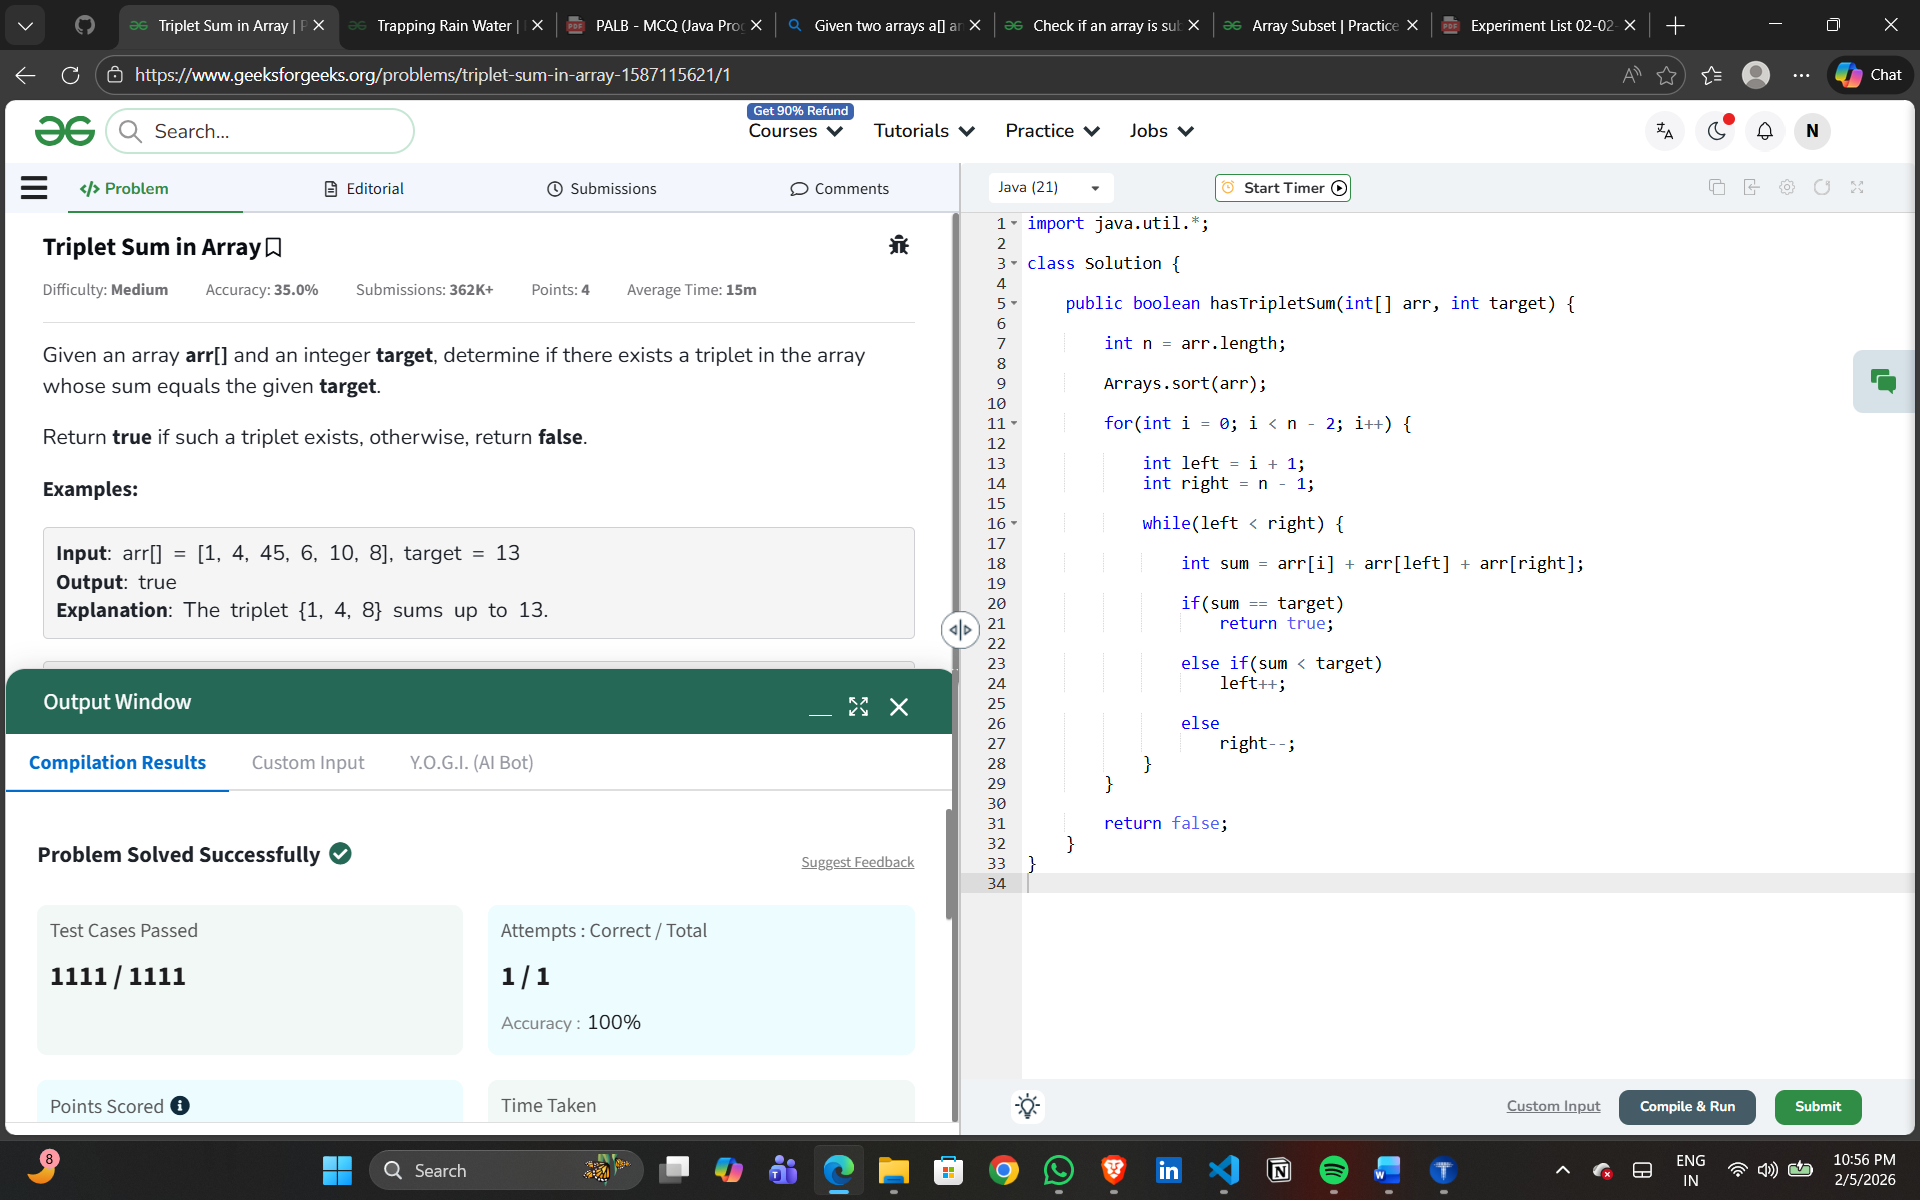 Triplet Sum in Array | P
Trapping Rain Water |
PALB - MCQ (Java Prog
Given two arrays a[] an
Check if an array is sub
Array Subset | Practice
Experiment List 02-02-
https://www.geeksforgeeks.org/problems/triplet-sum-in-array-1587115621/1
Chat
Search...
Get 90% Refund
Courses
Tutorials
Practice
Jobs
N
Problem
Editorial
Submissions
Comments
Java (21)
Start Timer
Triplet Sum in Array
Difficulty: Medium Accuracy: 35.0% Submissions: 362K+ Points: 4 Average Time: 15m
Given an array arr[] and an integer target, determine if there exists a triplet in the array
whose sum equals the given target.
Return true if such a triplet exists, otherwise, return false.
Examples:
Input: arr[] = [1, 4, 45, 6, 10, 8], target = 13
Output: true
Explanation: The triplet {1, 4, 8} sums up to 13.
Output Window
Compilation Results
Custom Input
Y.O.G.I. (AI Bot)
Problem Solved Successfully
Suggest Feedback
Test Cases Passed
1111 / 1111
Attempts : Correct / Total
1 / 1
Accuracy : 100%
Points Scored
Time Taken
1 import java.util.*;
2
3 class Solution {
4
5 public boolean hasTripletSum(int[] arr, int target) {
6
7 int n = arr.length;
8
9 Arrays.sort(arr);
10
11 for(int i = 0; i < n - 2; i++) {
12
13 int left = i + 1;
14 int right = n - 1;
15
16 while(left < right) {
17
18 int sum = arr[i] + arr[left] + arr[right];
19
20 if(sum == target)
21 return true;
22
23 else if(sum < target)
24 left++;
25
26 else
27 right--;
28 }
29 }
30
31 return false;
32 }
33 }
34
Custom Input
Compile & Run
Submit
8
Search
ENG
IN
10:56 PM
2/5/2026